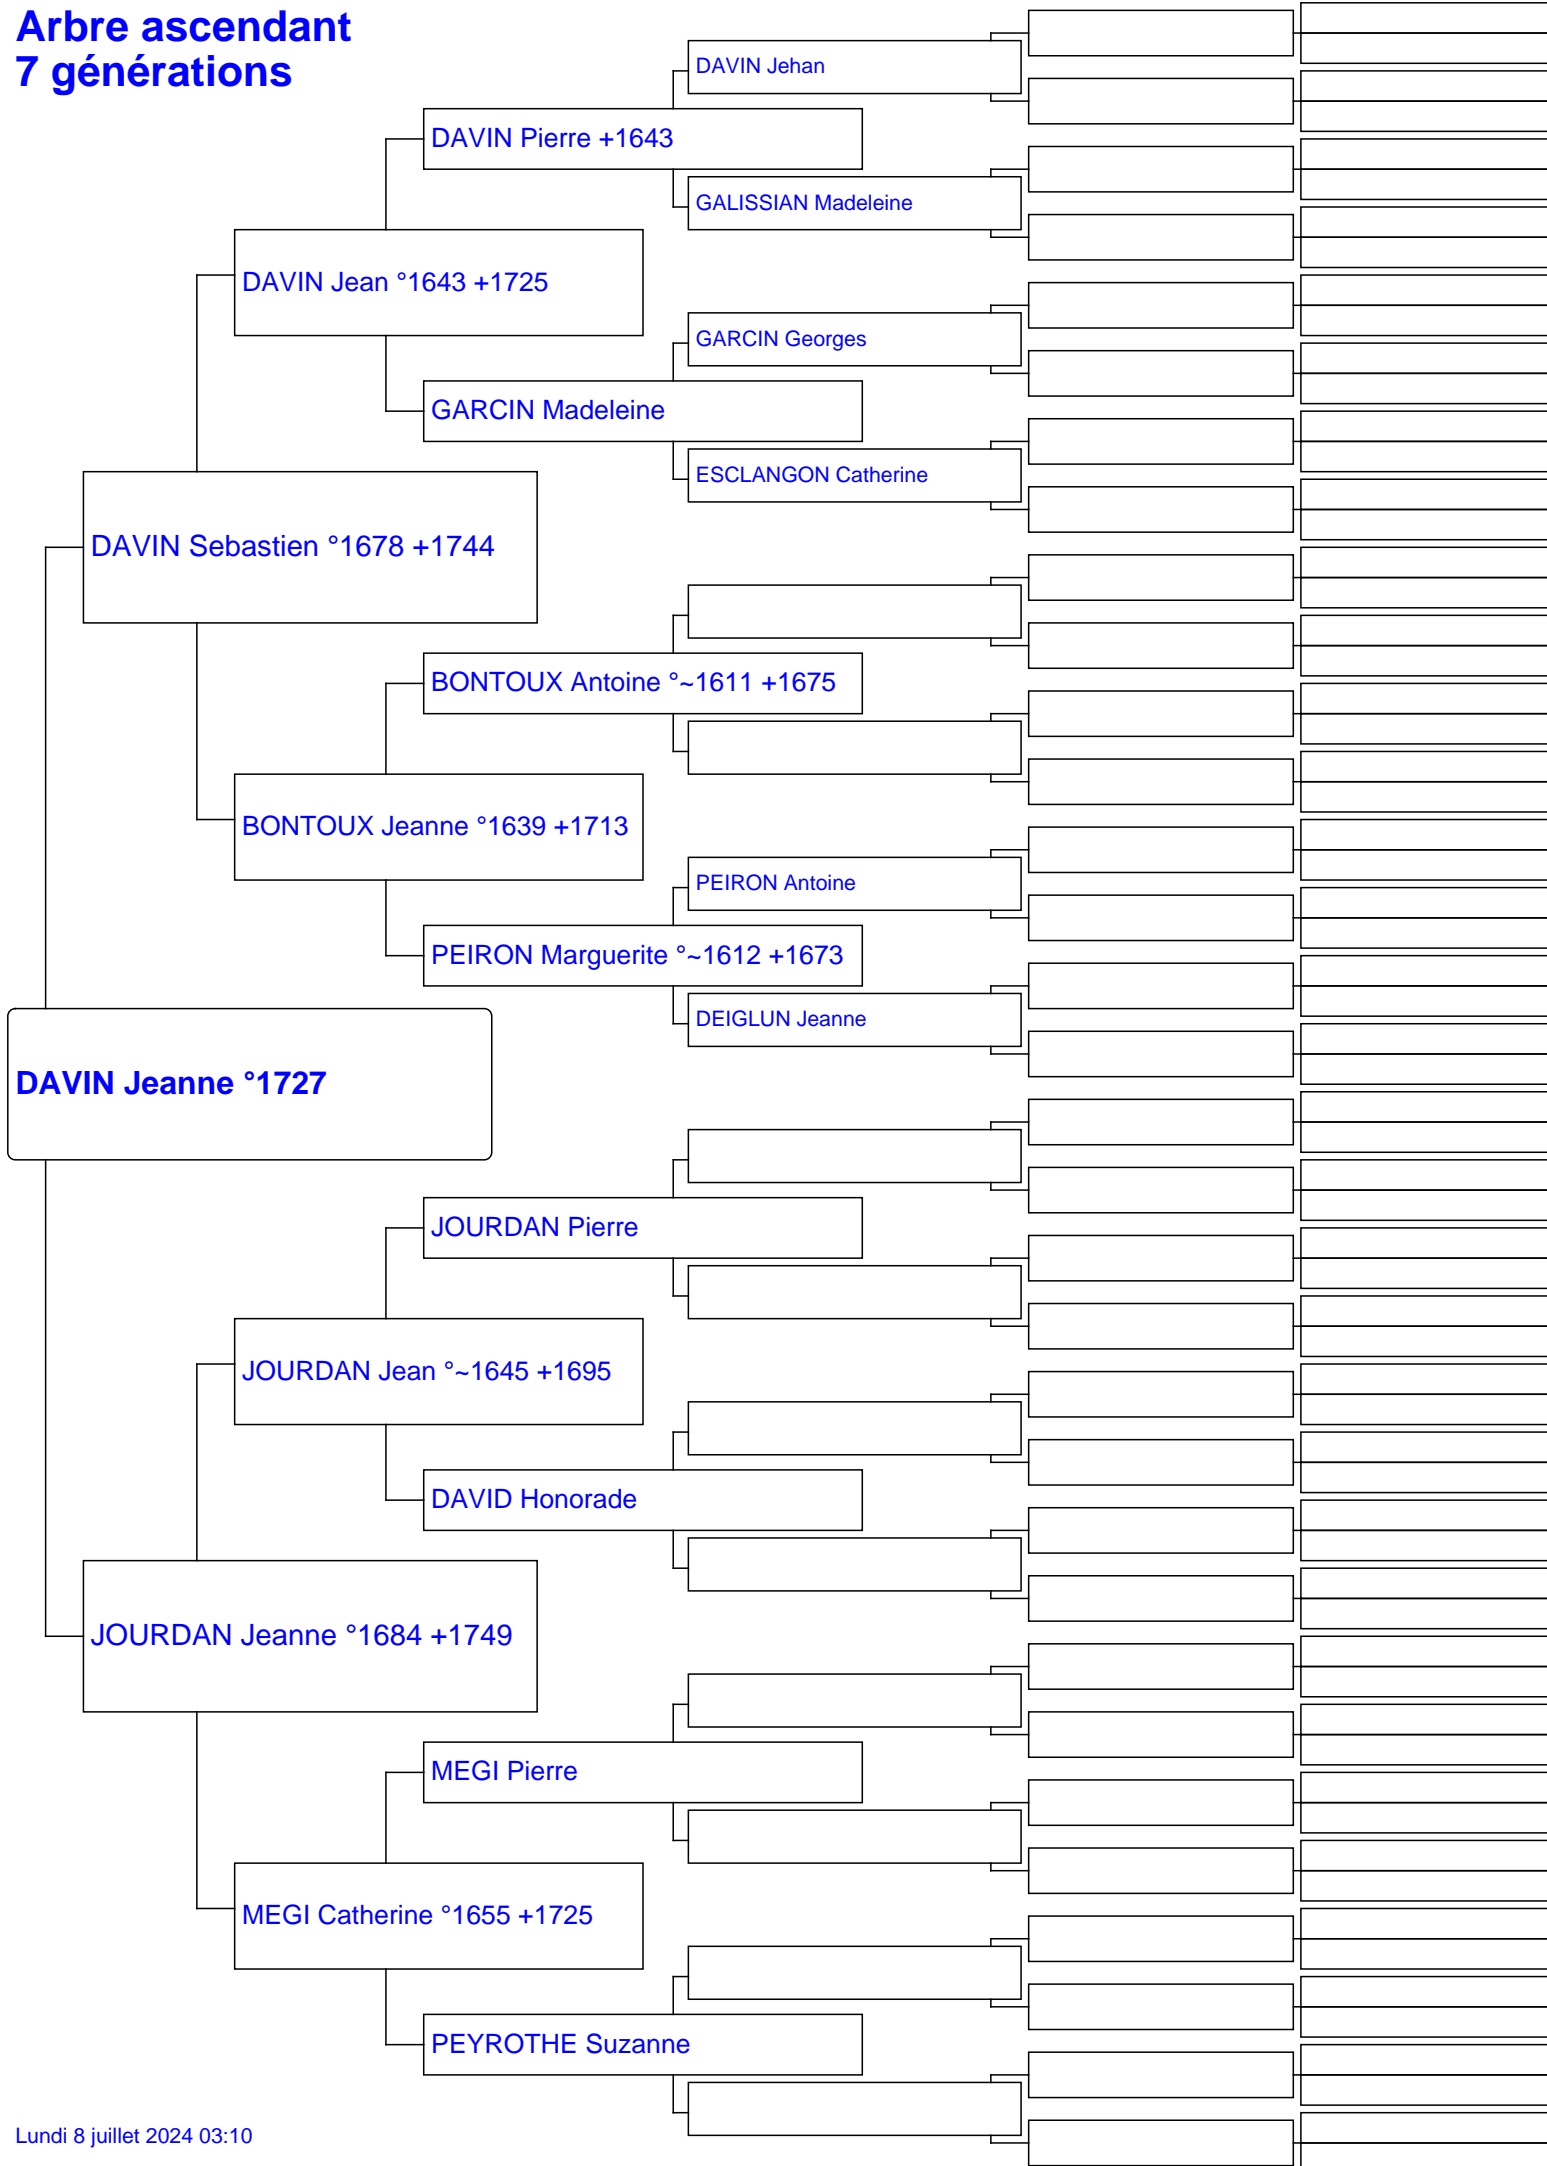 Arbre ascendant
7 générations
DAVIN Jehan
DAVIN Pierre +1643
GALISSIAN Madeleine
DAVIN Jean °1643 +1725
GARCIN Georges
GARCIN Madeleine
ESCLANGON Catherine
DAVIN Sebastien °1678 +1744
BONTOUX Antoine °~1611 +1675
BONTOUX Jeanne °1639 +1713
PEIRON Antoine
PEIRON Marguerite °~1612 +1673
DEIGLUN Jeanne
DAVIN Jeanne °1727
JOURDAN Pierre
JOURDAN Jean °~1645 +1695
DAVID Honorade
JOURDAN Jeanne °1684 +1749
MEGI Pierre
MEGI Catherine °1655 +1725
PEYROTHE Suzanne
Lundi 8 juillet 2024 03:10